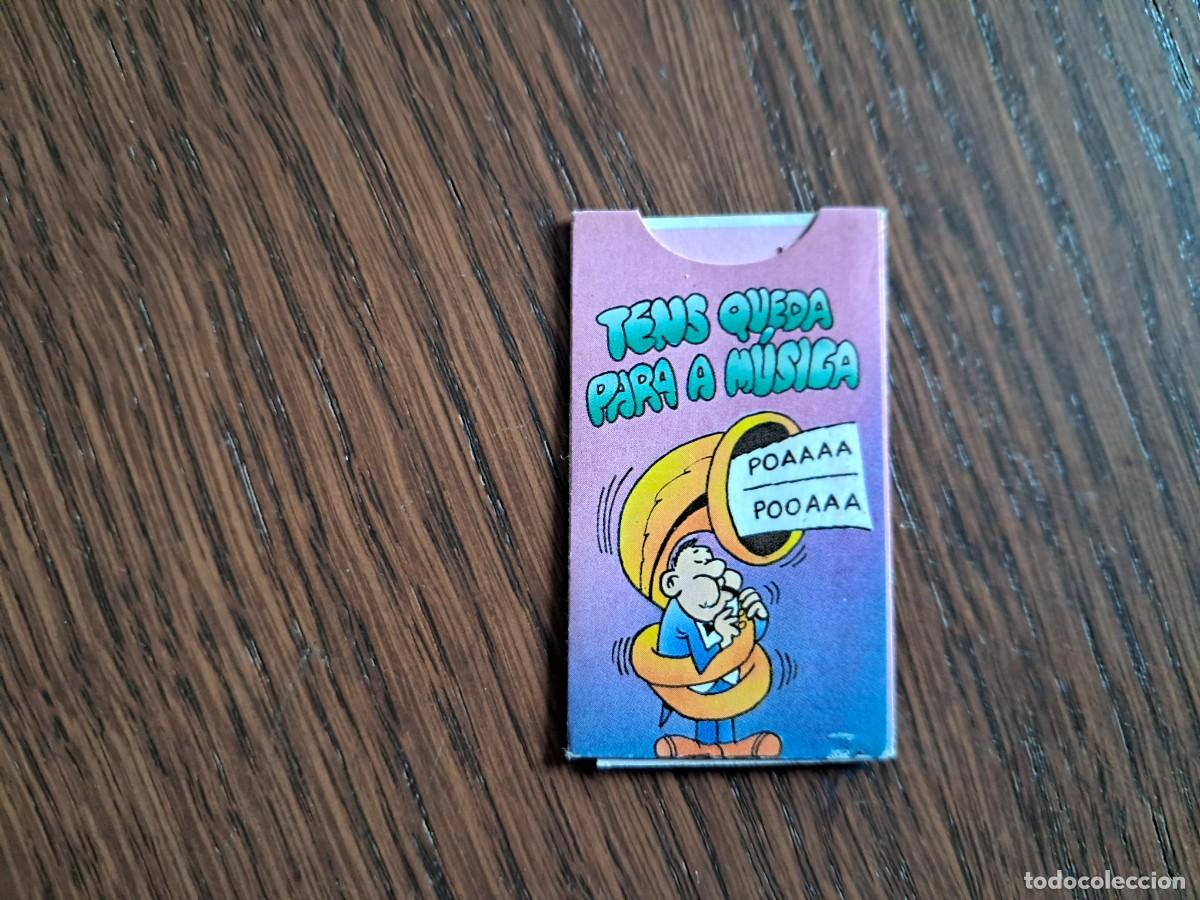 TENS QUEDA
PARA A MÚSICA
POAAAA
POOAAA
todocoleccion